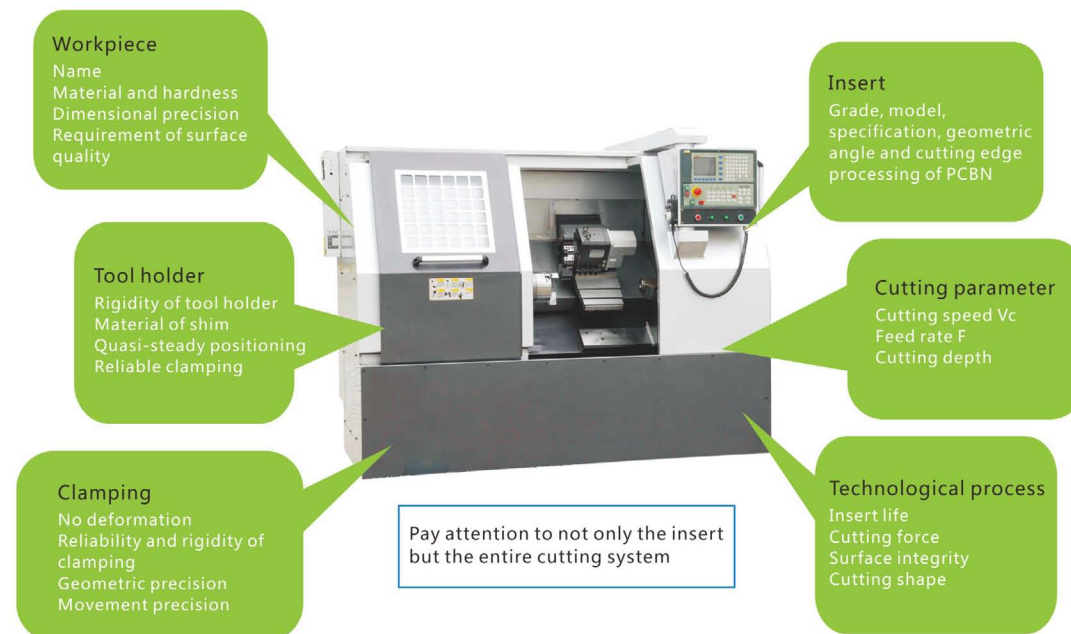 Workpiece
Name
Material and hardness
Dimensional precision
Requirement of surface
quality
Insert
Grade, model,
specification, geometric
angle and cutting edge
processing of PCBN
Tool holder
Rigidity of tool holder
Material of shim
Quasi-steady positioning
Reliable clamping
Cutting parameter
Cutting speed Vc
Feed rate F
Cutting depth
Clamping
No deformation
Reliability and rigidity of
clamping
Geometric precision
Movement precision
Pay attention to not only the insert
but the entire cutting system
Technological process
Insert life
Cutting force
Surface integrity
Cutting shape